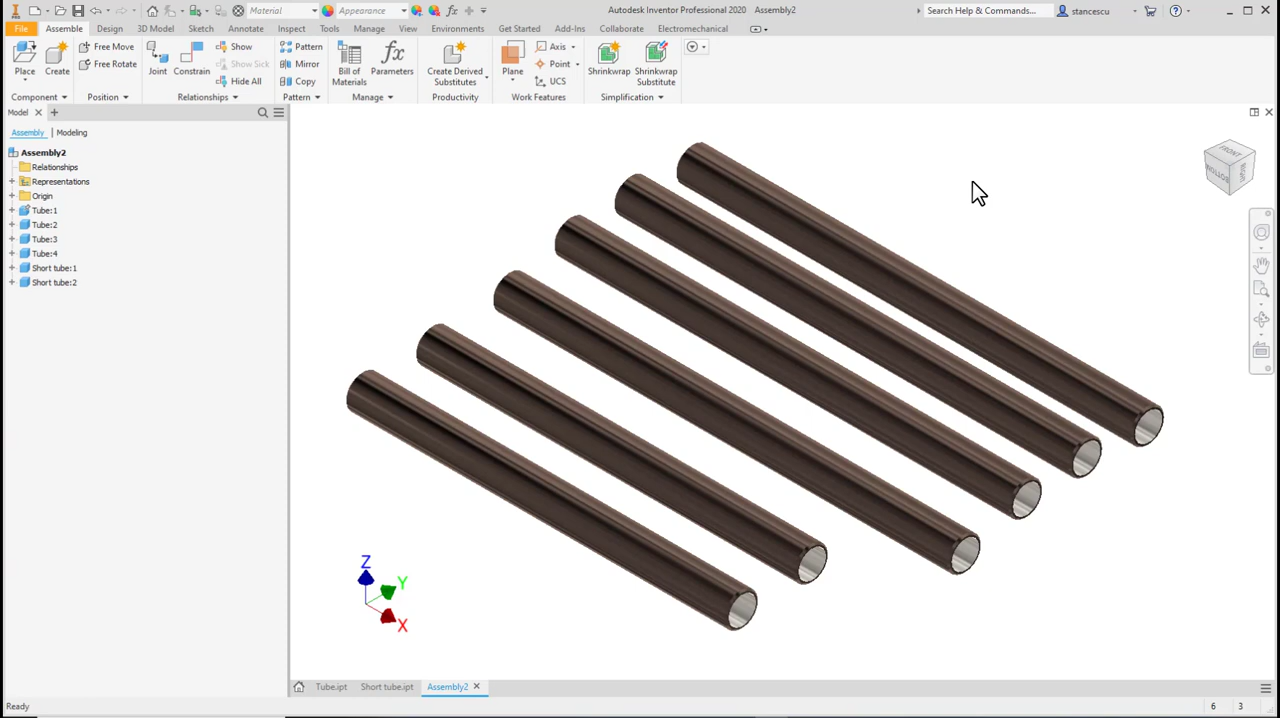 Material
Appearance
Autodesk Inventor Professional 2020 Assembly2
Search Help & Commands...
stancescu
File Assemble Design 3D Model Sketch Annotate Inspect Tools Manage View Environments Get Started Add-Ins Collaborate Electromechanical
Place Create
Free Move
Free Rotate
Joint Constrain
Show
Show Sick
Hide All
Pattern
Mirror
Copy
Bill of Materials
Parameters
Create Derived Substitutes
Plane
Axis
Point
UCS
Shrinkwrap
Shrinkwrap Substitute
Component Position Relationships Pattern Manage Productivity Work Features Simplification
Model
Assembly Modeling
Assembly2
Relationships
Representations
Origin
Tube:1
Tube:2
Tube:3
Tube:4
Short tube:1
Short tube:2
FRONT
RIGHT
BOTTOM
Z
Y
X
Tube.ipt Short tube.ipt Assembly2
Ready
6 3